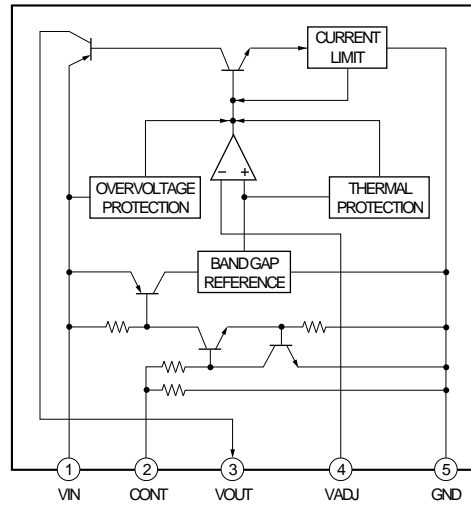 CURRENT
LIMIT
− +
OVERVOLTAGE
PROTECTION
THERMAL
PROTECTION
BAND GAP
REFERENCE
1 2 3 4 5
VIN CONT VOUT VADJ GND